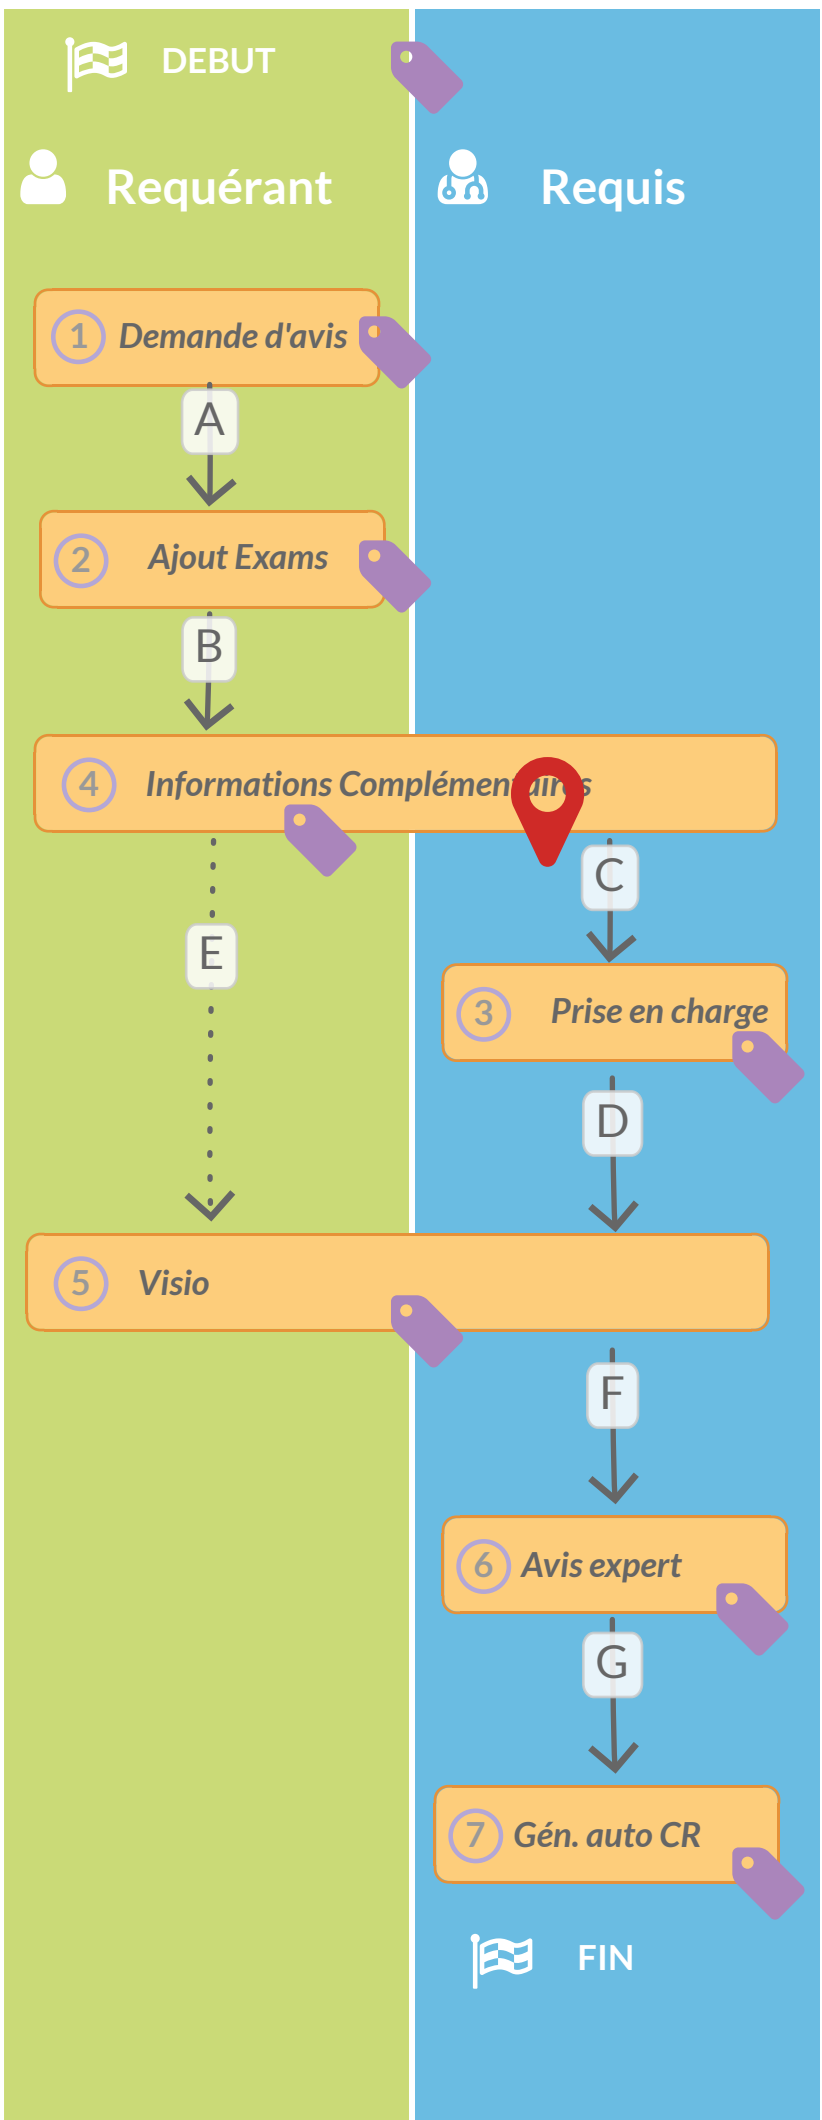 DEBUT
Requérant
Requis
1 Demande d'avis
A
2 Ajout Exams
B
4 Informations Complémentaires
C
E
3 Prise en charge
D
5 Visio
F
6 Avis expert
G
7 Gén. auto CR
FIN